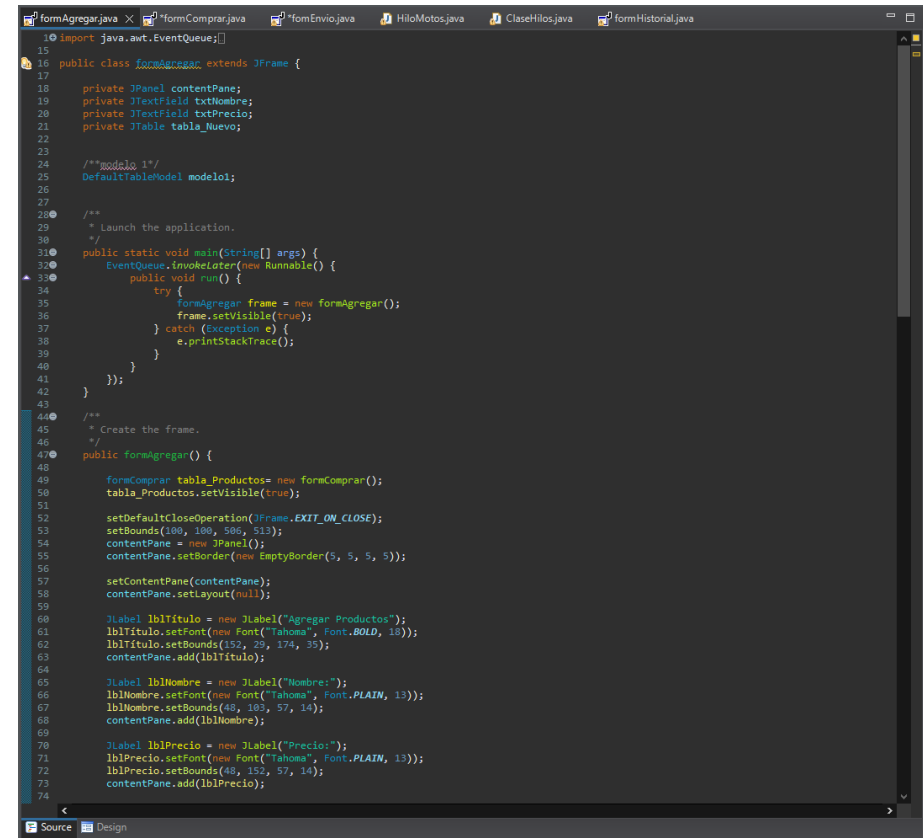 formAgregar.java *formComprar.java *fomEnvio.java HiloMotos.java ClaseHilos.java formHistorial.java
1 import java.awt.EventQueue;
15
16 public class formAgregar extends JFrame {
17
18 private JPanel contentPane;
19 private JTextField txtNombre;
20 private JTextField txtPrecio;
21 private JTable tabla_Nuevo;
22
23
24 /**modelo 1*/
25 DefaultTableModel modelo1;
26
27
28 /**
29 * Launch the application.
30 */
31 public static void main(String[] args) {
32 EventQueue.invokeLater(new Runnable() {
33 public void run() {
34 try {
35 formAgregar frame = new formAgregar();
36 frame.setVisible(true);
37 } catch (Exception e) {
38 e.printStackTrace();
39 }
40 }
41 });
42 }
43
44 /**
45 * Create the frame.
46 */
47 public formAgregar() {
48
49 formComprar tabla_Productos= new formComprar();
50 tabla_Productos.setVisible(true);
51
52 setDefaultCloseOperation(JFrame.EXIT_ON_CLOSE);
53 setBounds(100, 100, 506, 513);
54 contentPane = new JPanel();
55 contentPane.setBorder(new EmptyBorder(5, 5, 5, 5));
56
57 setContentPane(contentPane);
58 contentPane.setLayout(null);
59
60 JLabel lblTítulo = new JLabel("Agregar Productos");
61 lblTítulo.setFont(new Font("Tahoma", Font.BOLD, 18));
62 lblTítulo.setBounds(152, 29, 174, 35);
63 contentPane.add(lblTítulo);
64
65 JLabel lblNombre = new JLabel("Nombre:");
66 lblNombre.setFont(new Font("Tahoma", Font.PLAIN, 13));
67 lblNombre.setBounds(48, 103, 57, 14);
68 contentPane.add(lblNombre);
69
70 JLabel lblPrecio = new JLabel("Precio:");
71 lblPrecio.setFont(new Font("Tahoma", Font.PLAIN, 13));
72 lblPrecio.setBounds(48, 152, 57, 14);
73 contentPane.add(lblPrecio);
74
Source Design